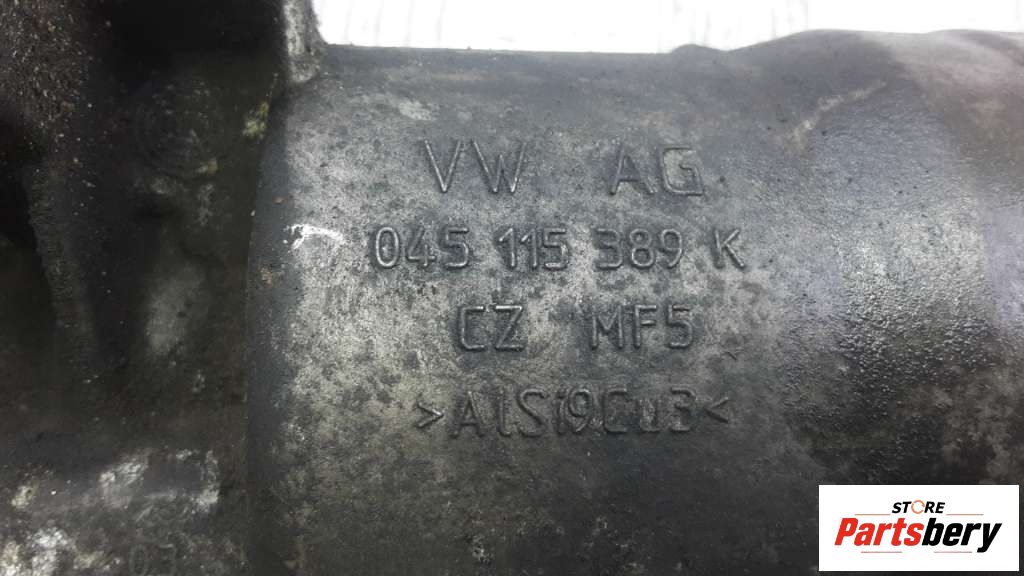 VW AG
045 115 389 K
CZ MF5
>AlSi9Cu3<
STORE
Partsbery